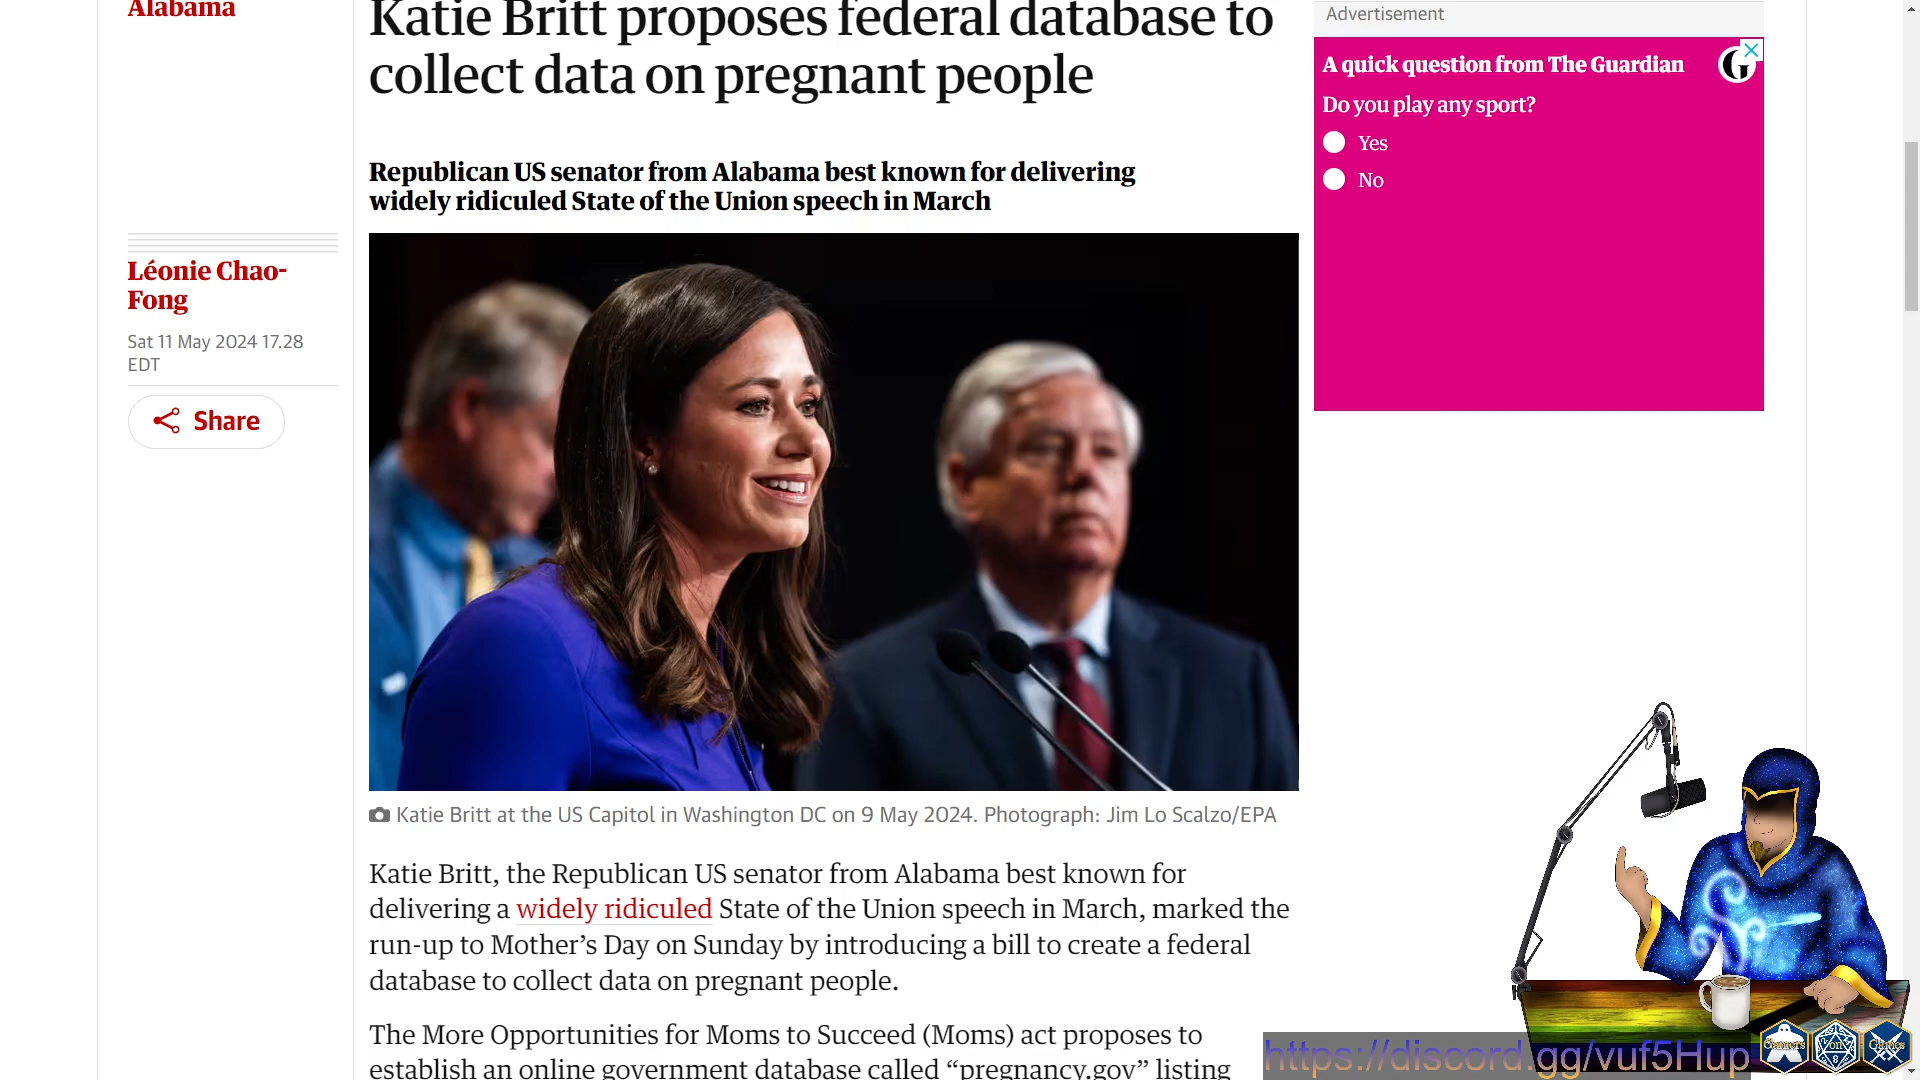 Alabama
Katie Britt proposes federal database to
collect data on pregnant people
Republican US senator from Alabama best known for delivering
widely ridiculed State of the Union speech in March
Léonie Chao-
Fong
Sat 11 May 2024 17.28
EDT
Share
Katie Britt at the US Capitol in Washington DC on 9 May 2024. Photograph: Jim Lo Scalzo/EPA
Katie Britt, the Republican US senator from Alabama best known for
delivering a widely ridiculed State of the Union speech in March, marked the
run-up to Mother’s Day on Sunday by introducing a bill to create a federal
database to collect data on pregnant people.
The More Opportunities for Moms to Succeed (Moms) act proposes to
establish an online government database called “pregnancy.gov” listing
Advertisement
A quick question from The Guardian
G
Do you play any sport?
Yes
No
https://discord.gg/vuf5Hup
Gamers
on
8
Games